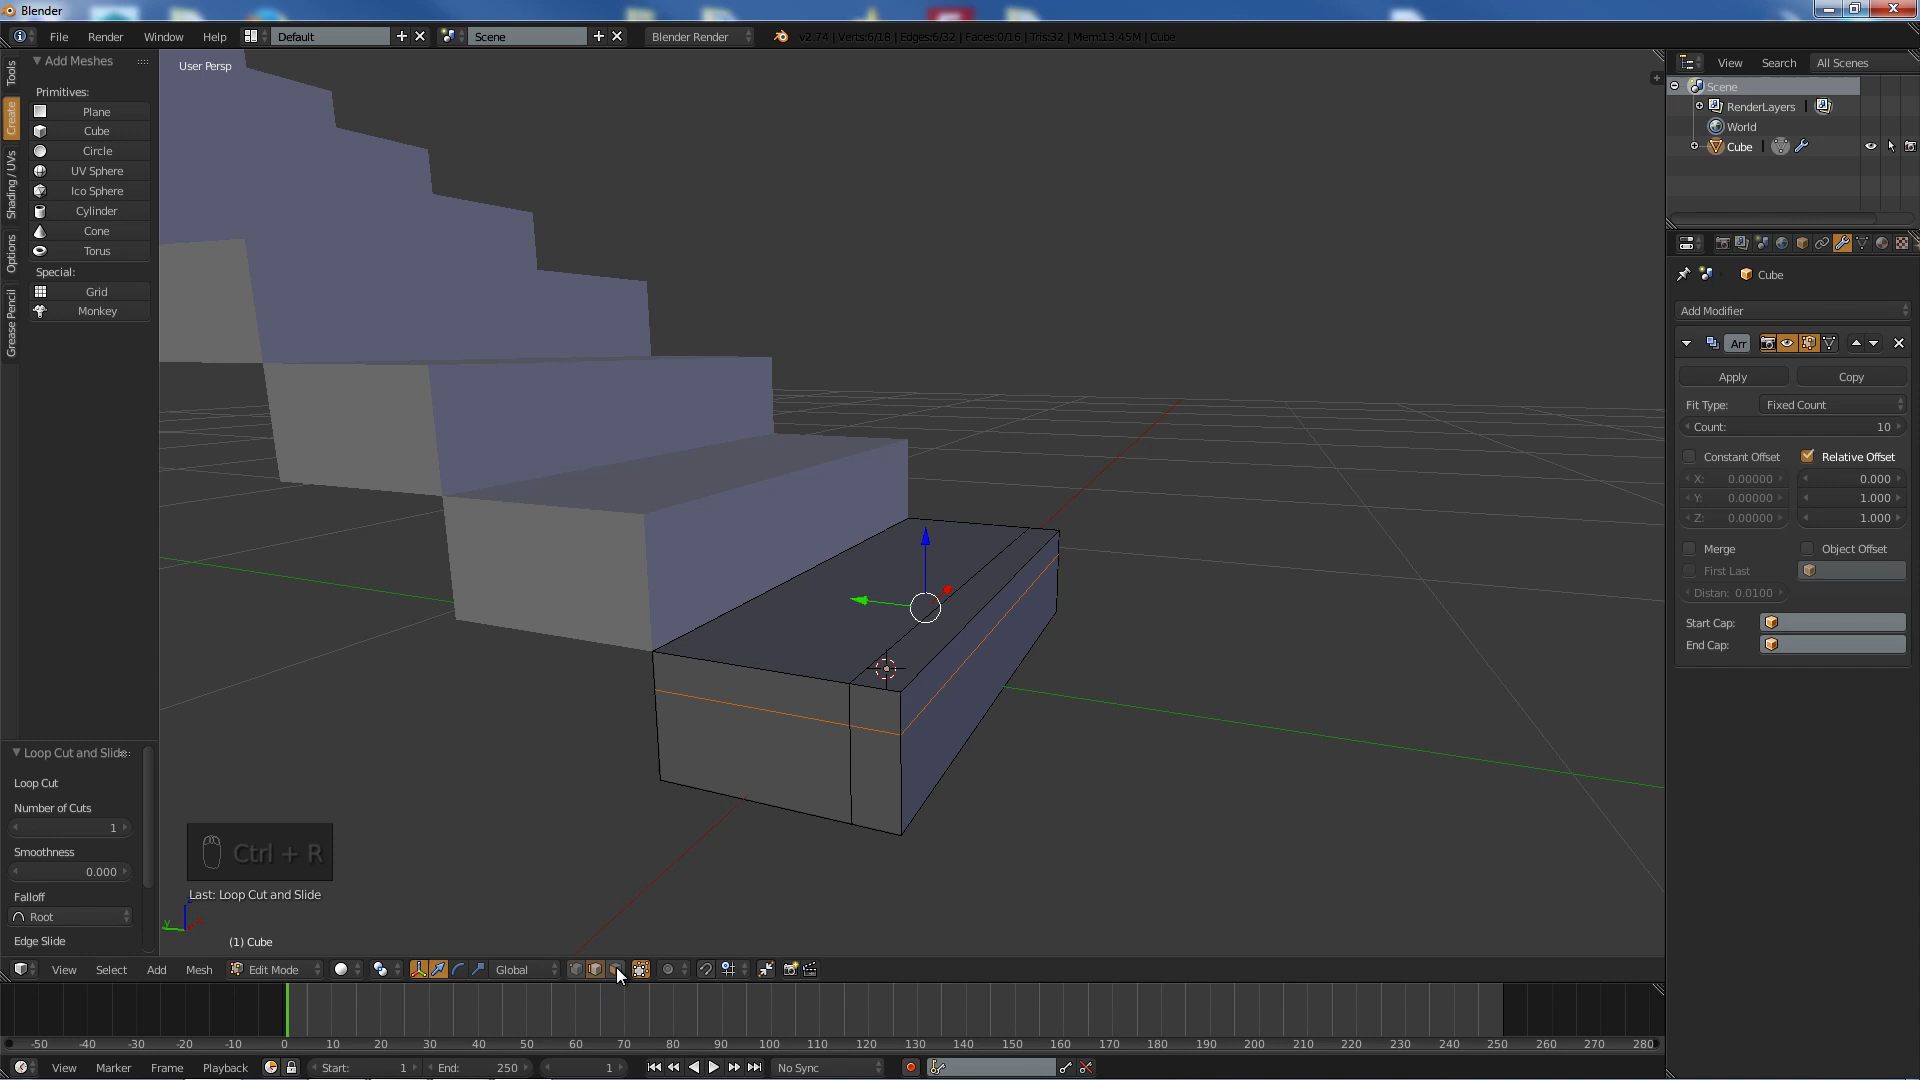 Blender
File Render Window Help Default Scene Blender Render v2.74 | Verts:6/18 | Edges:6/32 | Faces:0/16 | Tris:32 | Mem:13.45M | Cube
Tools
Create
Shading / UVs
Options
Grease Pencil
Add Meshes
Primitives:
Plane
Cube
Circle
UV Sphere
Ico Sphere
Cylinder
Cone
Torus
Special:
Grid
Monkey
Loop Cut and Slide
Loop Cut
Number of Cuts
1
Smoothness
0.000
Falloff
Root
Edge Slide
User Persp
Ctrl + R
Last: Loop Cut and Slide
y
(1) Cube
View Select Add Mesh Edit Mode Global
-50 -40 -30 -20 -10 0 10 20 30 40 50 60 70 80 90 100 110 120 130 140 150 160 170 180 190 200 210 220 230 240 250 260 270 280
View Marker Frame Playback Start: 1 End: 250 1 No Sync
View Search All Scenes
Scene
RenderLayers |
World
Cube |
Cube
Add Modifier
Arr
Apply Copy
Fit Type: Fixed Count
Count: 10
Constant Offset Relative Offset
X: 0.00000 0.000
Y: 0.00000 1.000
Z: 0.00000 1.000
Merge Object Offset
First Last
Distan: 0.0100
Start Cap:
End Cap: